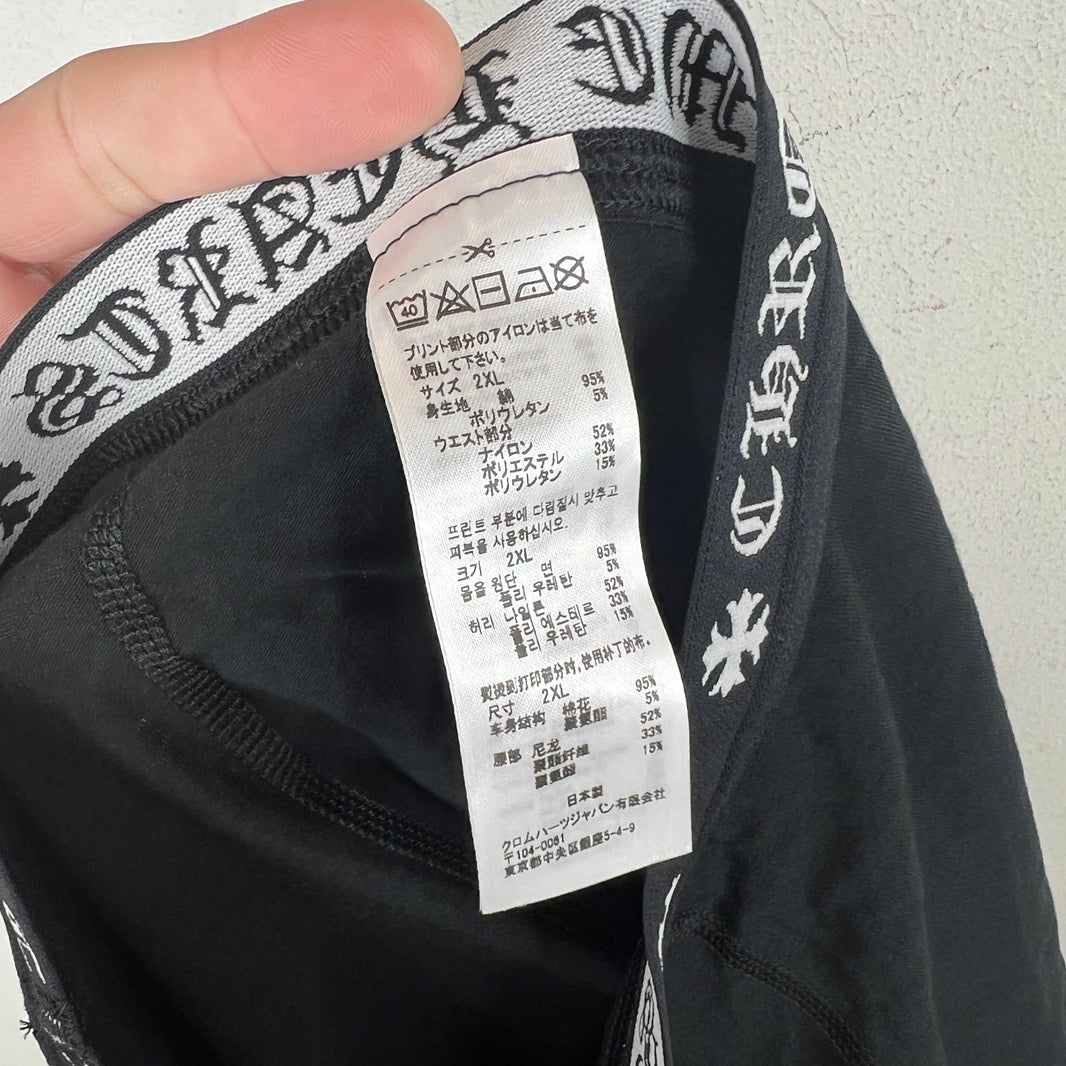 CHRO
40
プリント部分のアイロンは当て布を
使用して下さい。
サイズ 2XL
身生地 綿 95%
ポリウレタン 5%
ウエスト部分
ナイロン 52%
ポリエステル 33%
ポリウレタン 15%
프린트 부분에 다림질시 맞추고
피복을 사용하십시오.
크기 2XL
몸을 원단 면 95%
폴리 우레탄 5%
허리 나일론 52%
폴리 에스테르 33%
폴리 우레탄 15%
熨烫到打印部分时,使用补丁的布。
尺寸 2XL
车身结构 棉花 95%
聚氨酯 5%
腰部 尼龙 52%
聚酯纤维 33%
聚氨酯 15%
日本製
クロムハーツジャパン有限会社
〒104-0061
東京都中央区銀座5-4-9